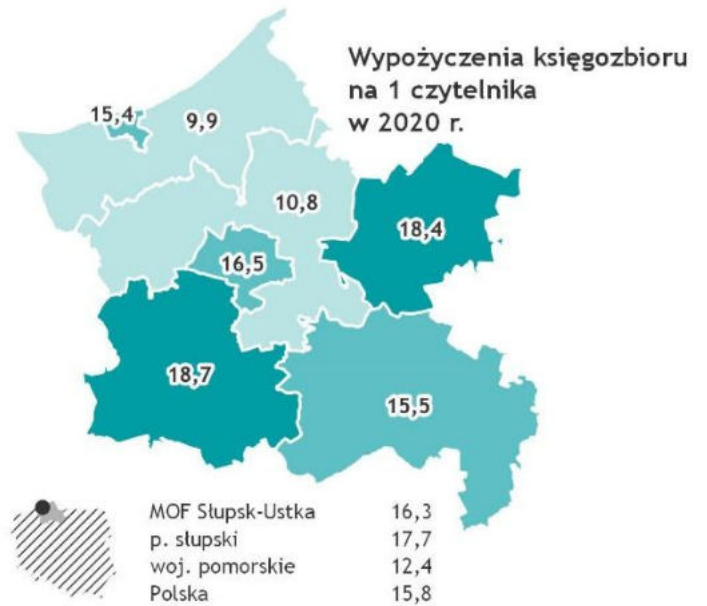 Wypożyczenia księgozbioru
na 1 czytelnika
w 2020 r.
15,4
9,9
10,8
18,4
16,5
18,7
15,5
MOF Słupsk-Ustka 16,3
p. słupski 17,7
woj. pomorskie 12,4
Polska 15,8